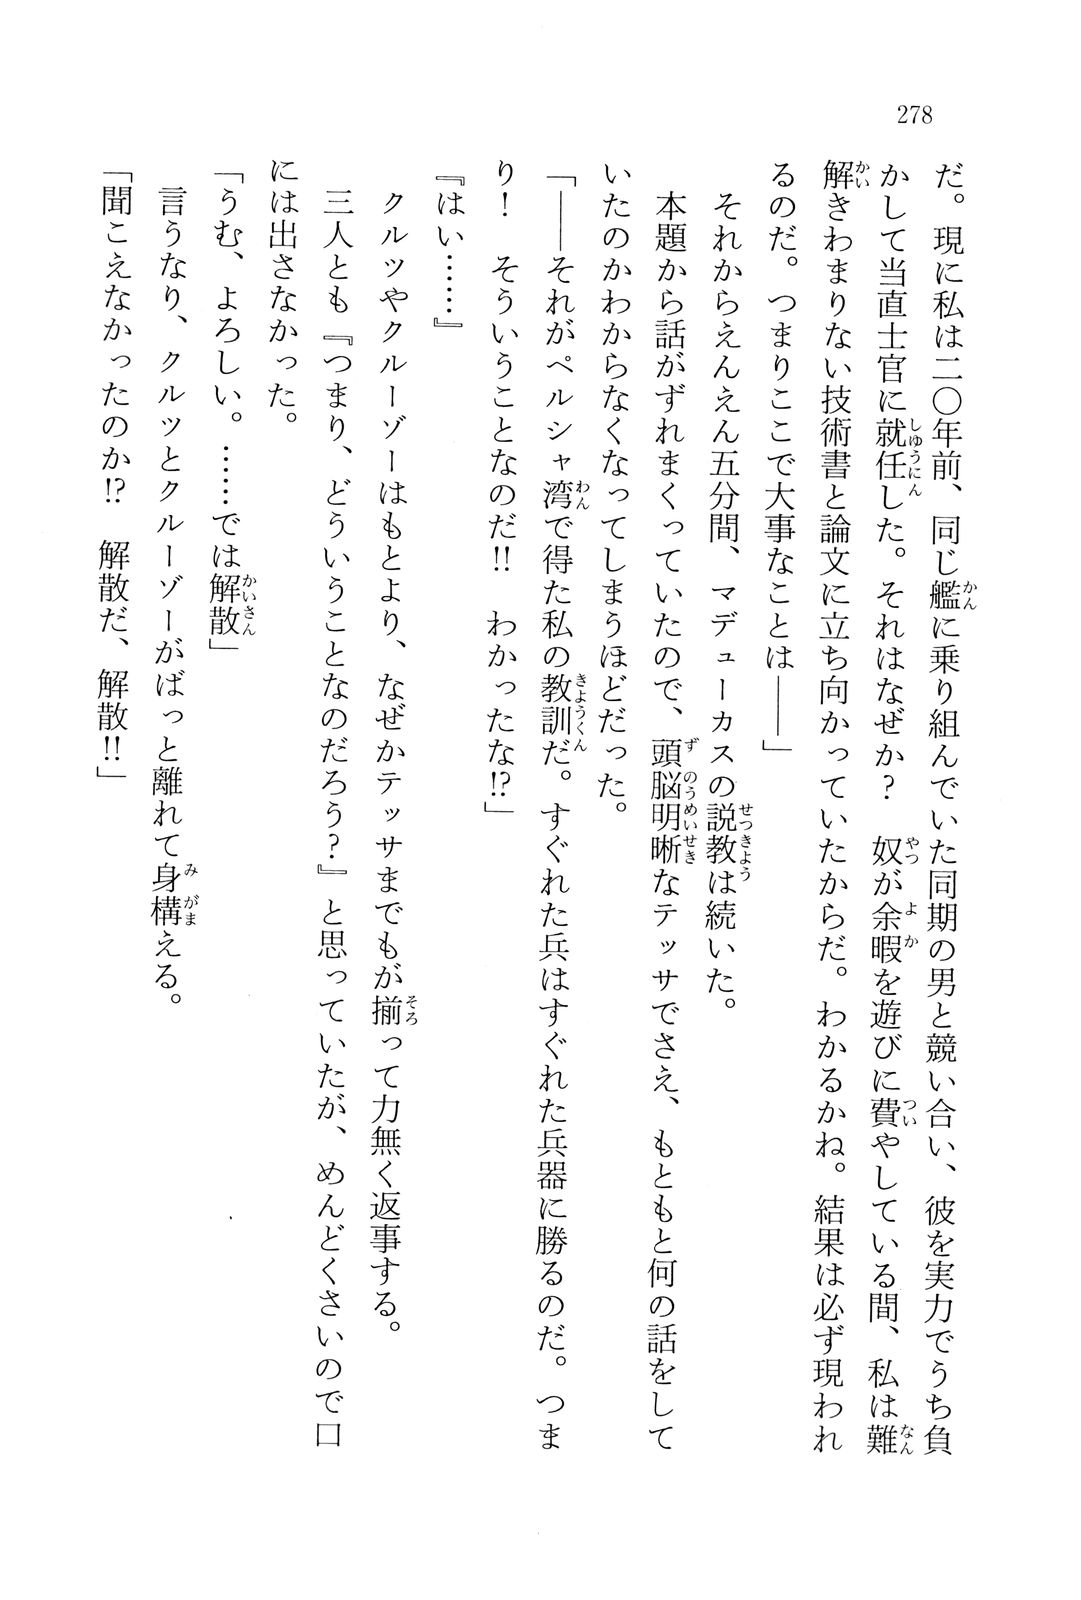 278
だ。現に私は二〇年前、同じ艦に乗り組んでいた同期の男と競い合い、彼を実力でうち負
かして当直士官に就任した。それはなぜか? 奴が余暇を遊びに費やしている間、私は難
解きわまりない技術書と論文に立ち向かっていたからだ。わかるかね。結果は必ず現われ
るのだ。つまりここで大事なことは――」
それからえんえん五分間、マデューカスの説教は続いた。
本題から話がずれまくっていたので、頭脳明晰なテッサでさえ、もともと何の話をして
いたのかわからなくなってしまうほどだった。
「――それがペルシャ湾で得た私の教訓だ。すぐれた兵はすぐれた兵器に勝るのだ。つま
り! そういうことなのだ!! わかったな!?」
『はい……』
クルツやクルーゾーはもとより、なぜかテッサまでもが揃って力無く返事する。
三人とも『つまり、どういうことなのだろう?』と思っていたが、めんどくさいので口
には出さなかった。
「うむ、よろしい。……では解散」
言うなり、クルツとクルーゾーがばっと離れて身構える。
「聞こえなかったのか!? 解散だ、解散!!」